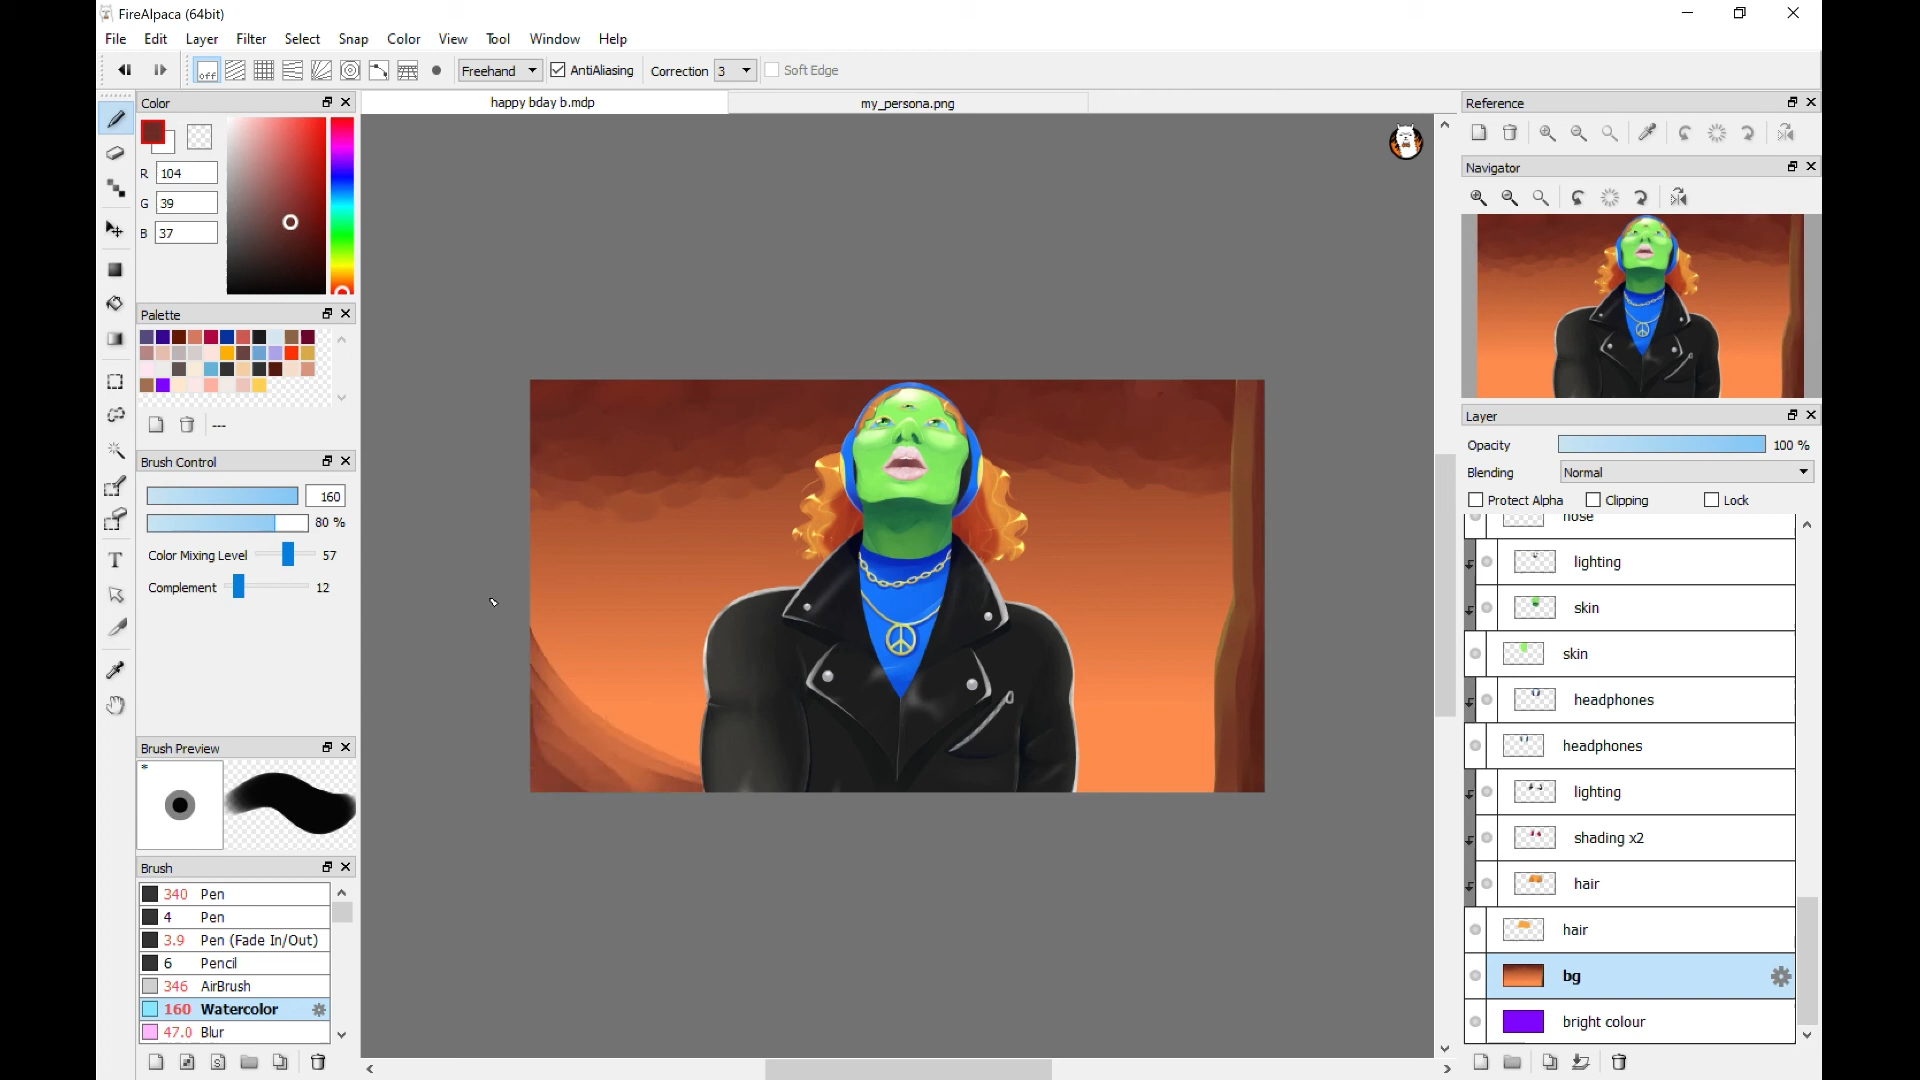 FireAlpaca (64bit)
File Edit Layer Filter Select Snap Color View Tool Window Help
off Freehand AntiAliasing Correction 3 Soft Edge
Color
R 104
G 39
B 37
Palette
---
Brush Control
160
80 %
Color Mixing Level 57
Complement 12
Brush Preview
*
Brush
340 Pen
4 Pen
3.9 Pen (Fade In/Out)
6 Pencil
346 AirBrush
160 Watercolor
47.0 Blur
S
happy bday b.mdp my_persona.png
Reference
Navigator
Layer
Opacity 100 %
Blending Normal
Protect Alpha Clipping Lock
nose
lighting
skin
skin
headphones
headphones
lighting
shading x2
hair
hair
bg
bright colour